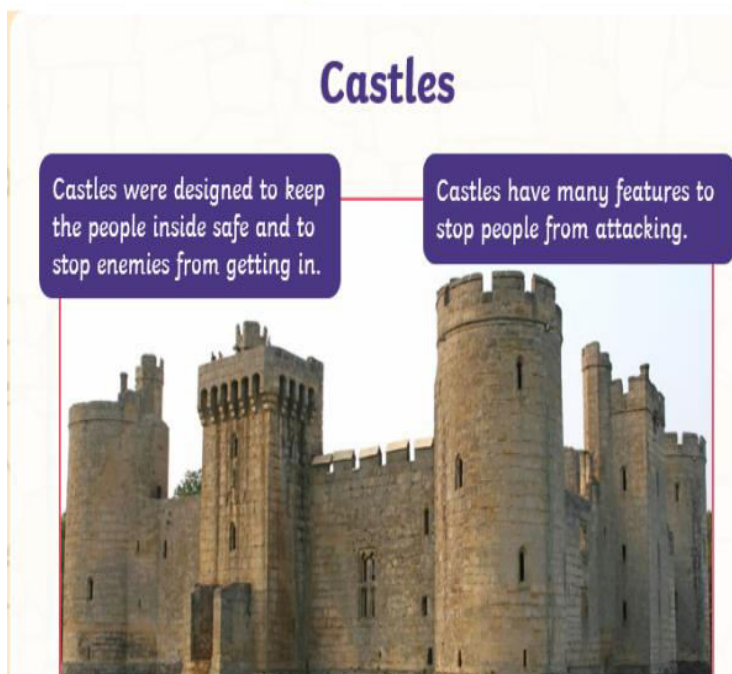 Castles
Castles were designed to keep
the people inside safe and to
stop enemies from getting in.
Castles have many features to
stop people from attacking.